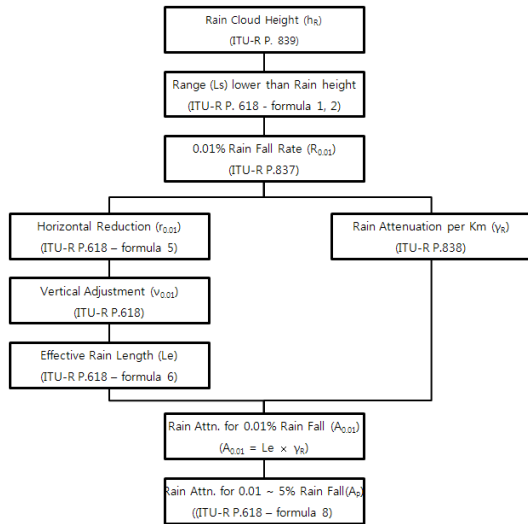 Rain Cloud Height (hR)
(ITU-R P. 839)
Range (Ls) lower than Rain height
(ITU-R P. 618 - formula 1, 2)
0.01% Rain Fall Rate (R0.01)
(ITU-R P.837)
Horizontal Reduction (r0.01)
(ITU-R P.618 – formula 5)
Rain Attenuation per Km (γR)
(ITU-R P.838)
Vertical Adjustment (ν0.01)
(ITU-R P.618)
Effective Rain Length (Le)
(ITU-R P.618 – formula 6)
Rain Attn. for 0.01% Rain Fall (A0.01)
(A0.01 = Le × γR)
Rain Attn. for 0.01 ~ 5% Rain Fall(AP)
((ITU-R P.618 – formula 8)